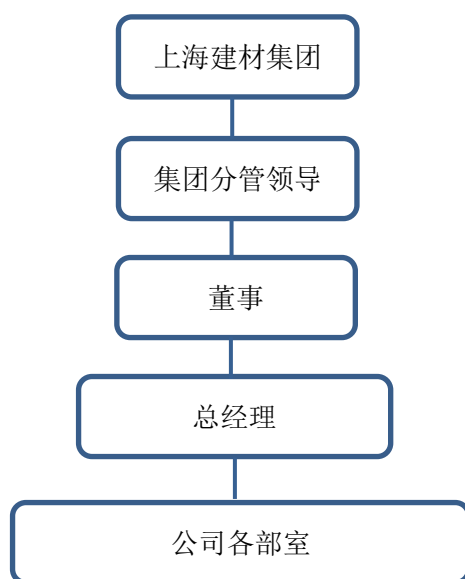 上海建材集团
集团分管领导
董事
总经理
公司各部室